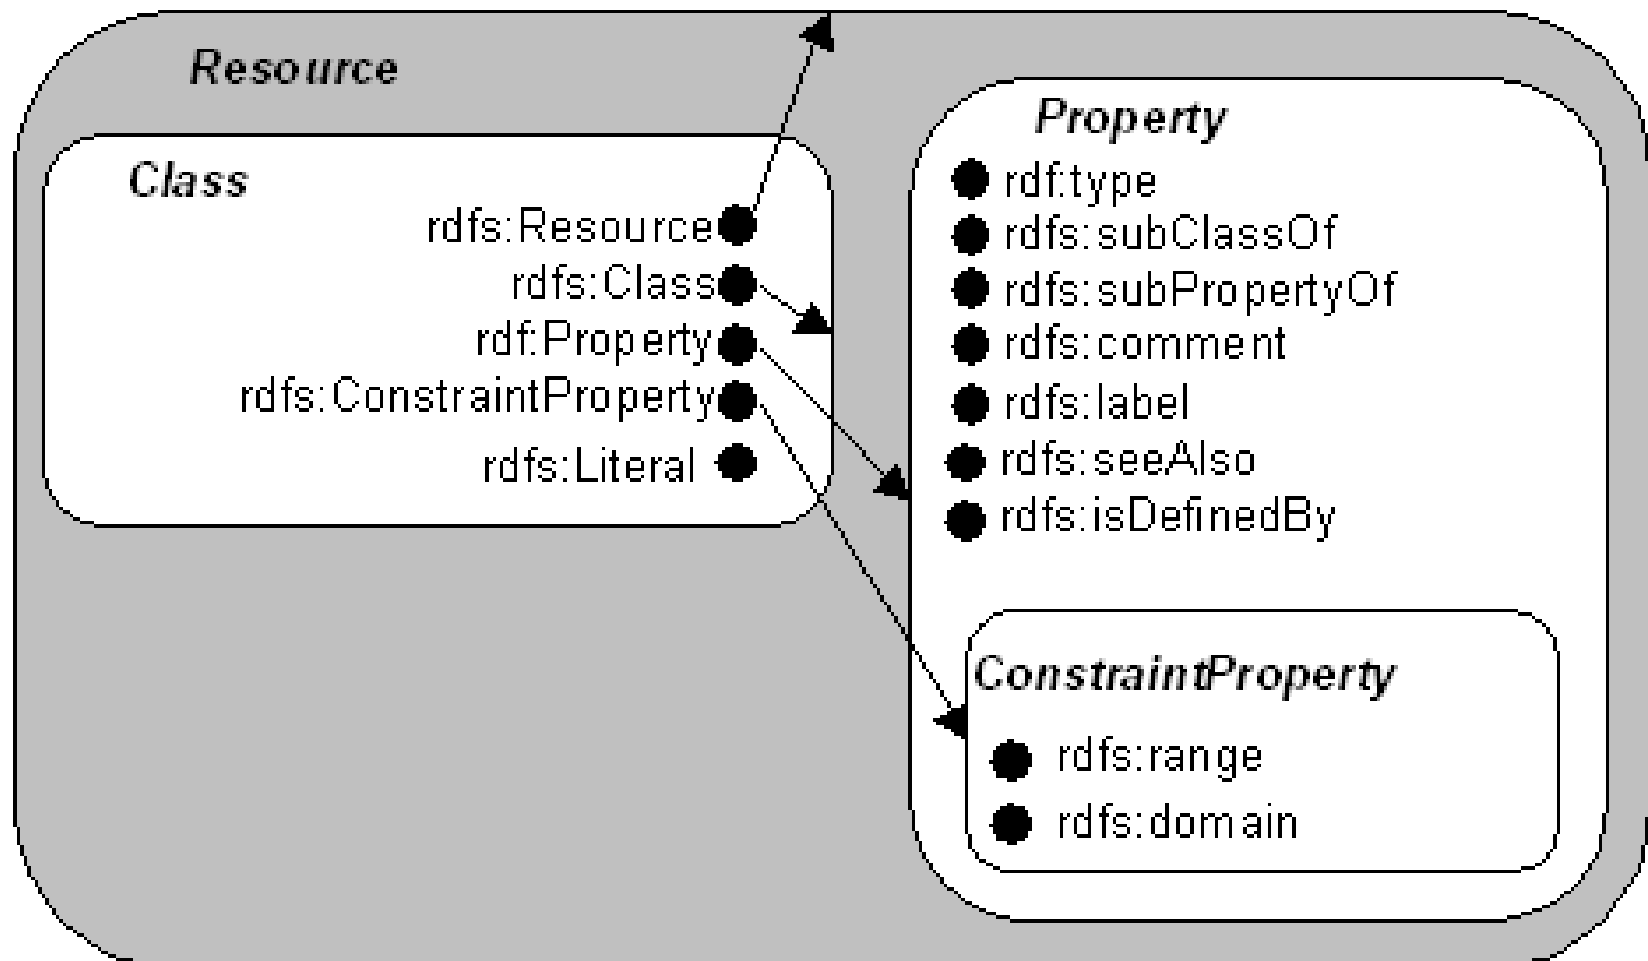 Resource
Class
rdfs:Resource
rdfs:Class
rdf:Property
rdfs:ConstraintProperty
rdfs:Literal
Property
rdf:type
rdfs:subClassOf
rdfs:subPropertyOf
rdfs:comment
rdfs:label
rdfs:seeAlso
rdfs:isDefinedBy
ConstraintProperty
rdfs:range
rdfs:domain